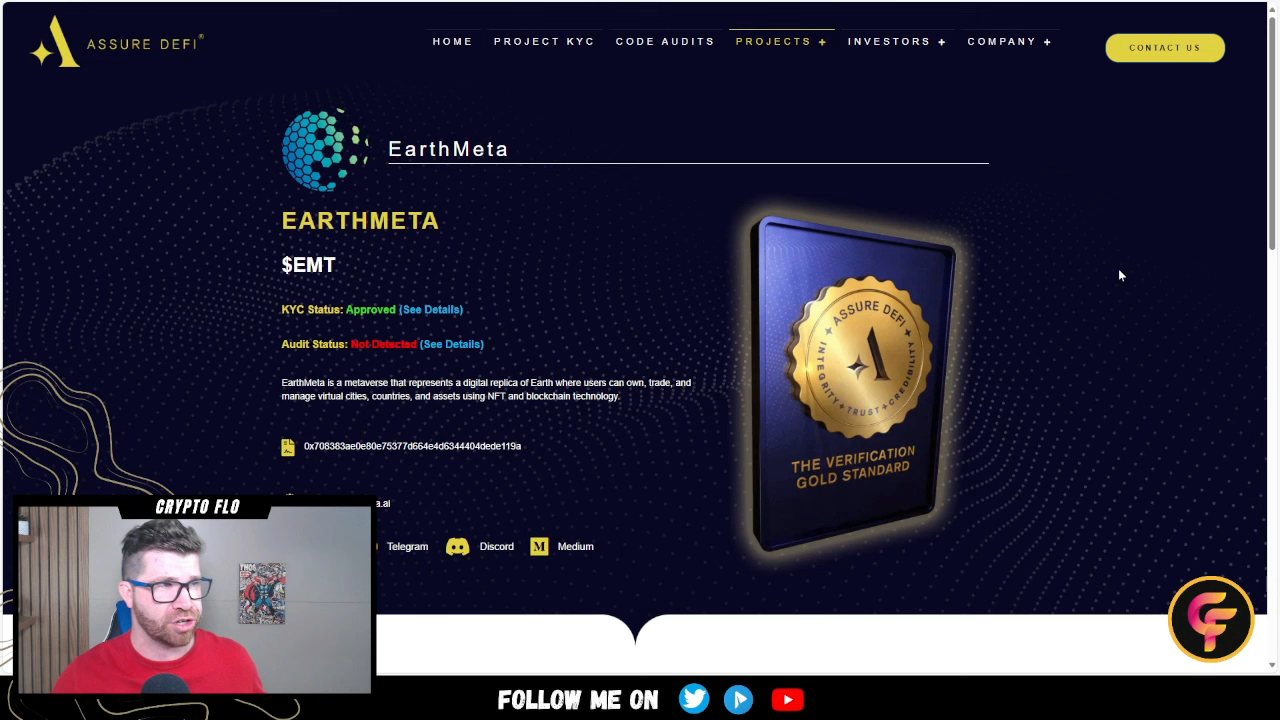 ASSURE DEFI®
HOME PROJECT KYC CODE AUDITS PROJECTS + INVESTORS + COMPANY +
CONTACT US
EarthMeta
EARTHMETA
$EMT
KYC Status: Approved (See Details)
Audit Status: Not Detected (See Details)
EarthMeta is a metaverse that represents a digital replica of Earth where users can own, trade, and
manage virtual cities, countries, and assets using NFT and blockchain technology.
0x708383ae0e80e75377d664e4d6344404dede119a
a.ai
Telegram Discord Medium
ASSURE DEFI
INTEGRITY TRUST CREDIBILITY
THE VERIFICATION
GOLD STANDARD
CRYPTO FLO
FOLLOW ME ON